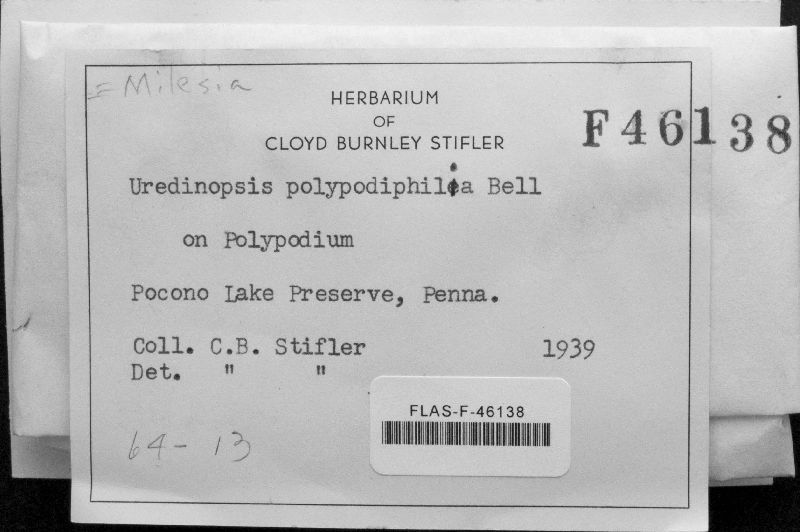 = Milesia
HERBARIUM
OF
CLOYD BURNLEY STIFLER
F46138
Uredinopsis polypodiphilia Bell
on Polypodium
Pocono Lake Preserve, Penna.
Coll. C.B. Stifler 1939
Det. " "
FLAS-F-46138
64-13